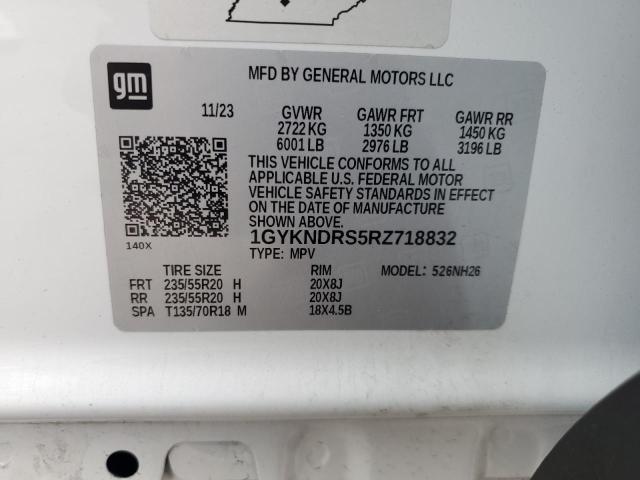 gm
MFD BY GENERAL MOTORS LLC
11/23 GVWR GAWR FRT GAWR RR
2722 KG 1350 KG 1450 KG
6001 LB 2976 LB 3196 LB
THIS VEHICLE CONFORMS TO ALL
APPLICABLE U.S. FEDERAL MOTOR
VEHICLE SAFETY STANDARDS IN EFFECT
ON THE DATE OF MANUFACTURE
SHOWN ABOVE.
1GYKNDRS5RZ718832
140X
TYPE: MPV
TIRE SIZE RIM MODEL: 526NH26
FRT 235/55R20 H 20X8J
RR 235/55R20 H 20X8J
SPA T135/70R18 M 18X4.5B